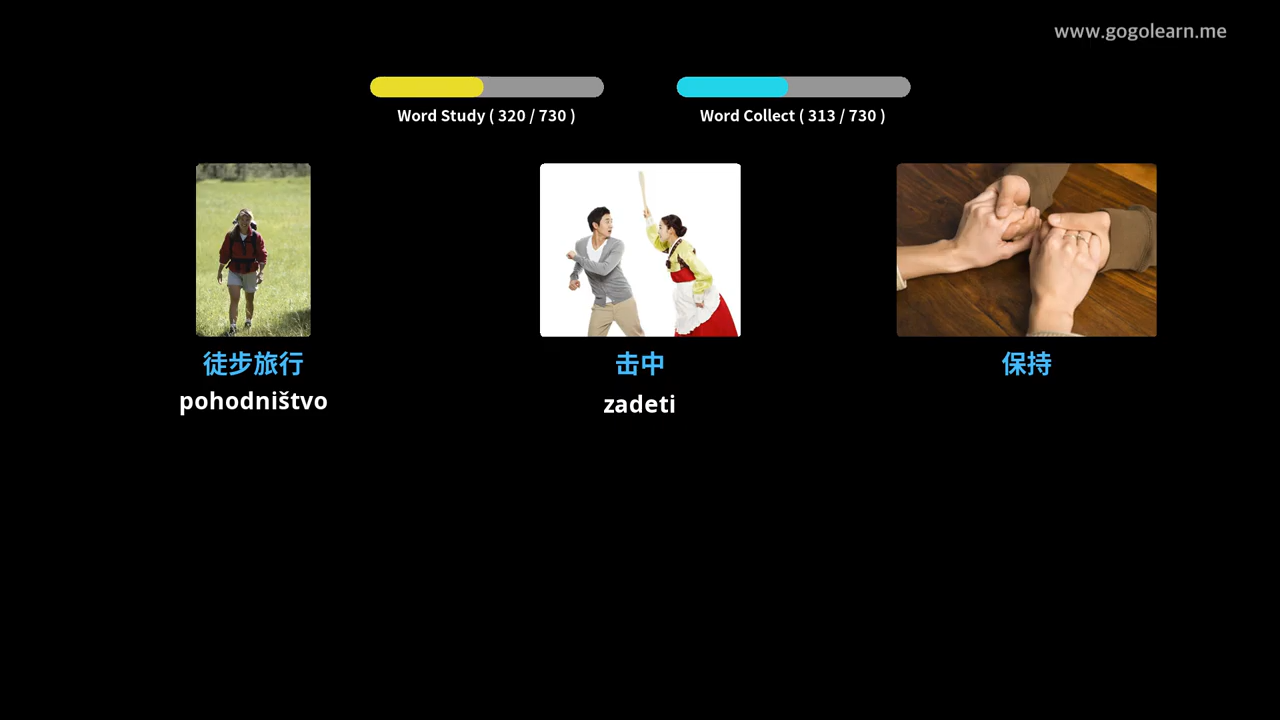 www.gogolearn.me
Word Study ( 320 / 730 )
Word Collect ( 313 / 730 )
徒步旅行
击中
保持
pohodništvo
zadeti